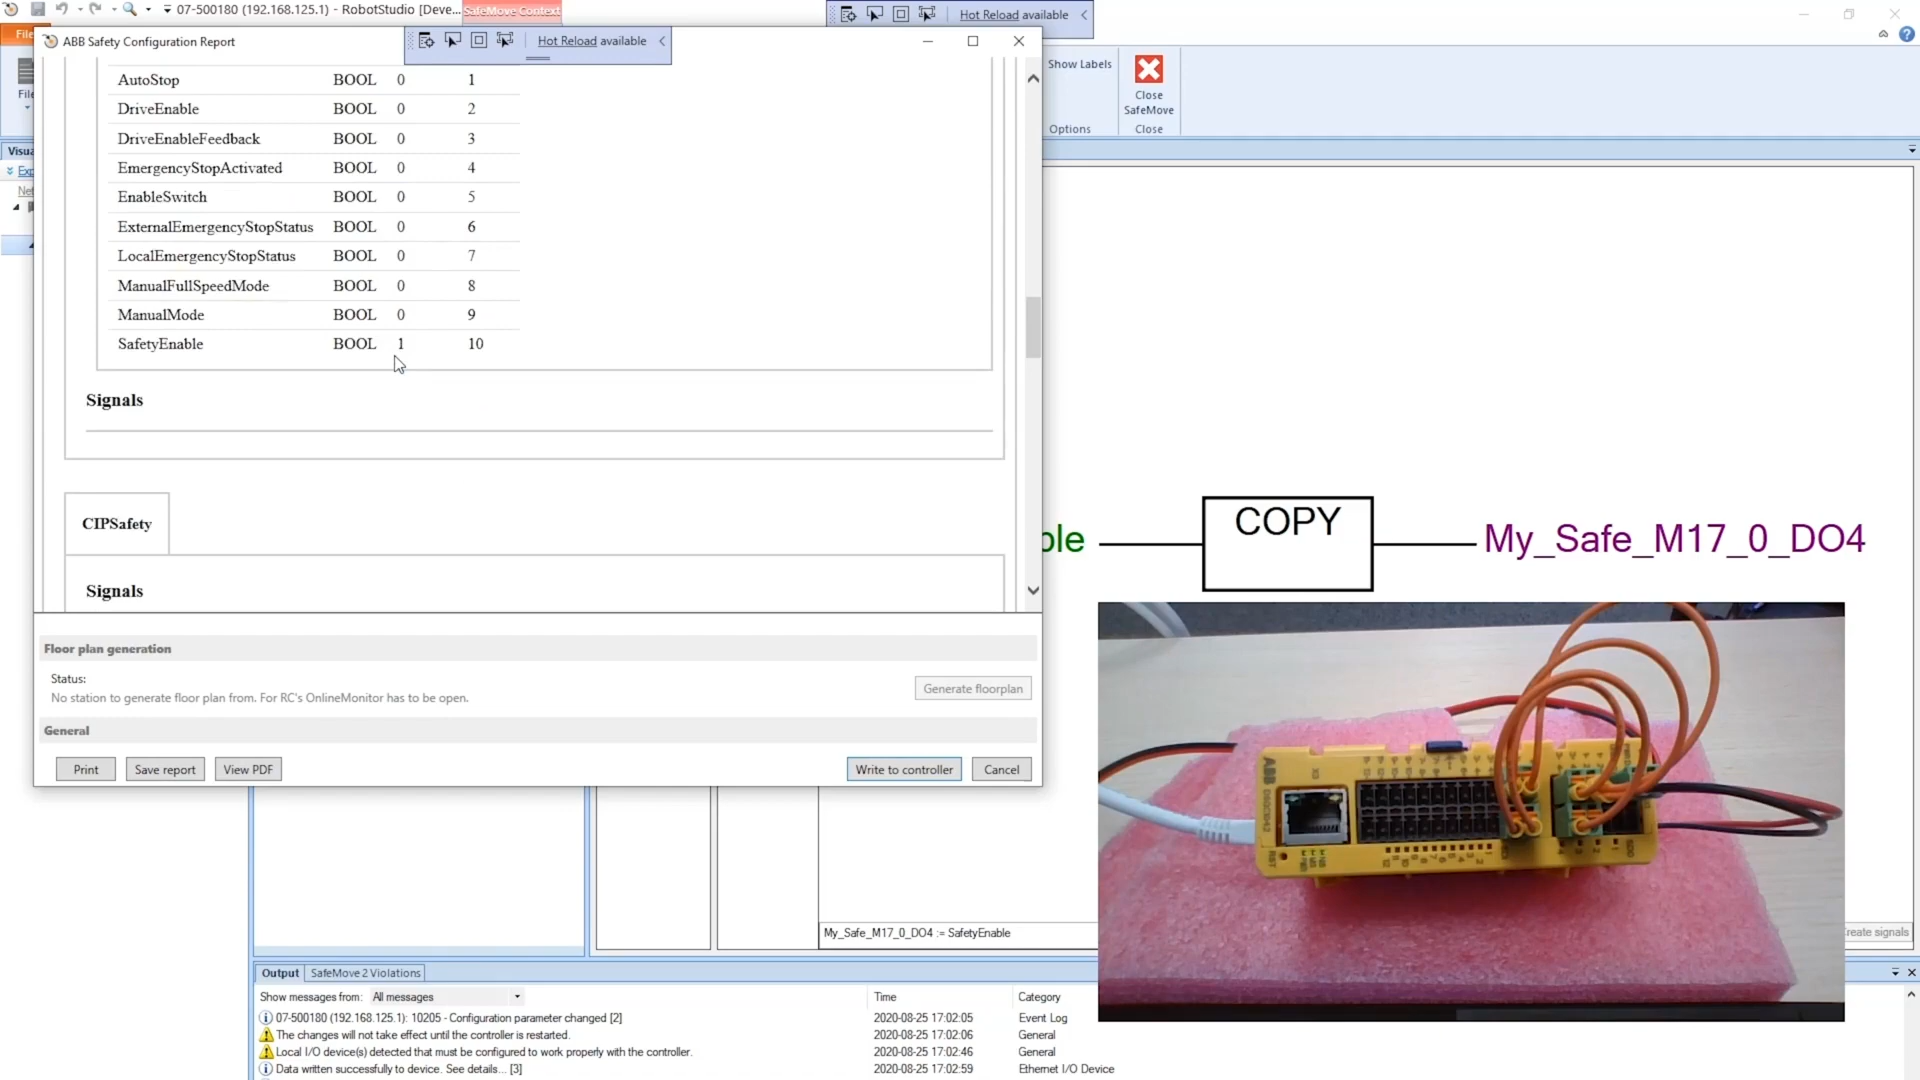 07-500180 (192.168.125.1) - RobotStudio [Deve...
SafeMove Context
Hot Reload available
File
ABB Safety Configuration Report
Hot Reload available
AutoStop BOOL 0 1
DriveEnable BOOL 0 2
DriveEnableFeedback BOOL 0 3
EmergencyStopActivated BOOL 0 4
EnableSwitch BOOL 0 5
ExternalEmergencyStopStatus BOOL 0 6
LocalEmergencyStopStatus BOOL 0 7
ManualFullSpeedMode BOOL 0 8
ManualMode BOOL 0 9
SafetyEnable BOOL 1 10
Signals
CIPSafety
Signals
Floor plan generation
Status:
No station to generate floor plan from. For RC's OnlineMonitor has to be open.
Generate floorplan
General
Print Save report View PDF Write to controller Cancel
File
Visua
Exp
Net
Show Labels
Options
Close
SafeMove
Close
ble COPY My_Safe_M17_0_DO4
My_Safe_M17_0_DO4 := SafetyEnable
reate signals
ABB
Output SafeMove 2 Violations
Show messages from: All messages Time Category
07-500180 (192.168.125.1): 10205 - Configuration parameter changed [2] 2020-08-25 17:02:05 Event Log
The changes will not take effect until the controller is restarted. 2020-08-25 17:02:06 General
Local I/O device(s) detected that must be configured to work properly with the controller. 2020-08-25 17:02:46 General
Data written successfully to device. See details... [3] 2020-08-25 17:02:59 Ethernet I/O Device